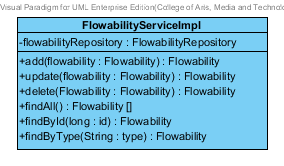 Visual Paradigm for UML Enterprise Edition(College of Arts, Media and Technolo
FlowabilityServiceImpl
-flowabilityRepository : FlowabilityRepository
+add(flowability : Flowability) : Flowability
+update(flowability : Flowability) : Flowability
+delete(Flowability : Flowability) : Flowability
+findAll() : Flowability []
+findById(long : id) : Flowability
+findByType(String : type) : Flowability